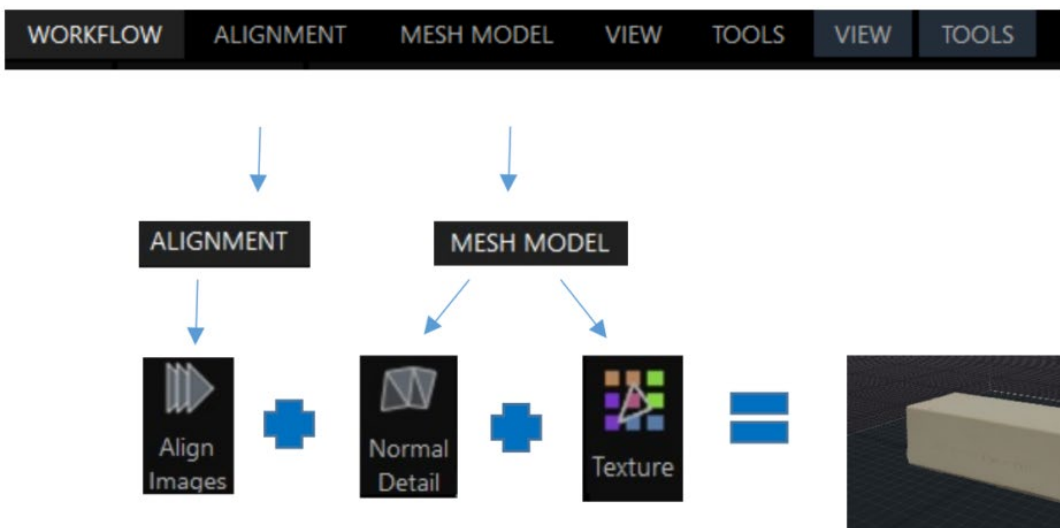 WORKFLOW ALIGNMENT MESH MODEL VIEW TOOLS VIEW TOOLS
ALIGNMENT MESH MODEL
Align
Images
Normal
Detail
Texture